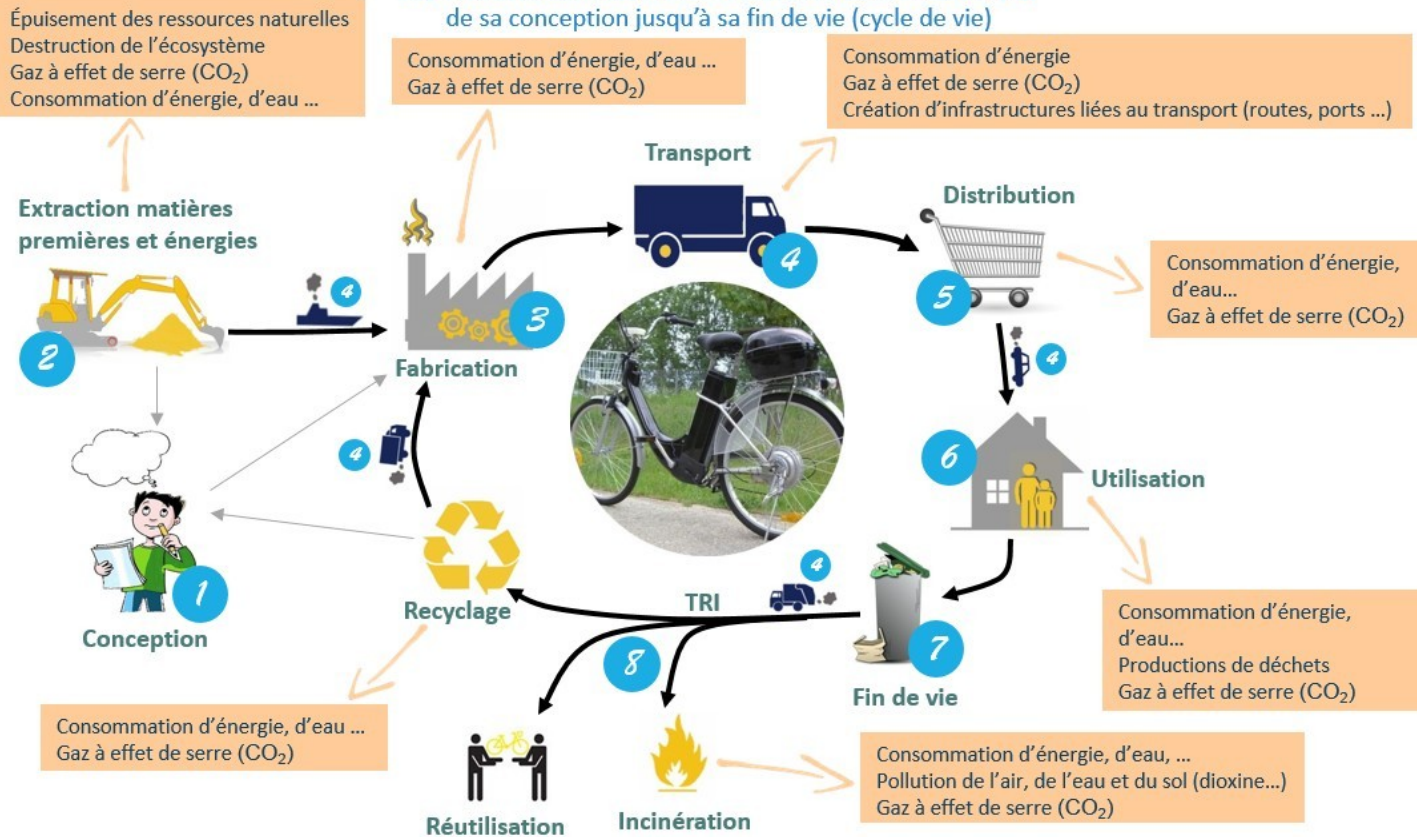 de sa conception jusqu'à sa fin de vie (cycle de vie)
Épuisement des ressources naturelles
Destruction de l'écosystème
Gaz à effet de serre (CO₂)
Consommation d'énergie, d'eau ...
Consommation d'énergie, d'eau ...
Gaz à effet de serre (CO₂)
Consommation d'énergie
Gaz à effet de serre (CO₂)
Création d'infrastructures liées au transport (routes, ports ...)
Transport
4
Extraction matières
premières et énergies
2
4
Fabrication
3
Distribution
5
Consommation d'énergie,
d'eau...
Gaz à effet de serre (CO₂)
4
6
Utilisation
Consommation d'énergie,
d'eau...
Productions de déchets
Gaz à effet de serre (CO₂)
4
1
Conception
Recyclage
TRI
4
7
Fin de vie
8
Consommation d'énergie, d'eau ...
Gaz à effet de serre (CO₂)
Réutilisation
Incinération
Consommation d'énergie, d'eau, ...
Pollution de l'air, de l'eau et du sol (dioxine...)
Gaz à effet de serre (CO₂)